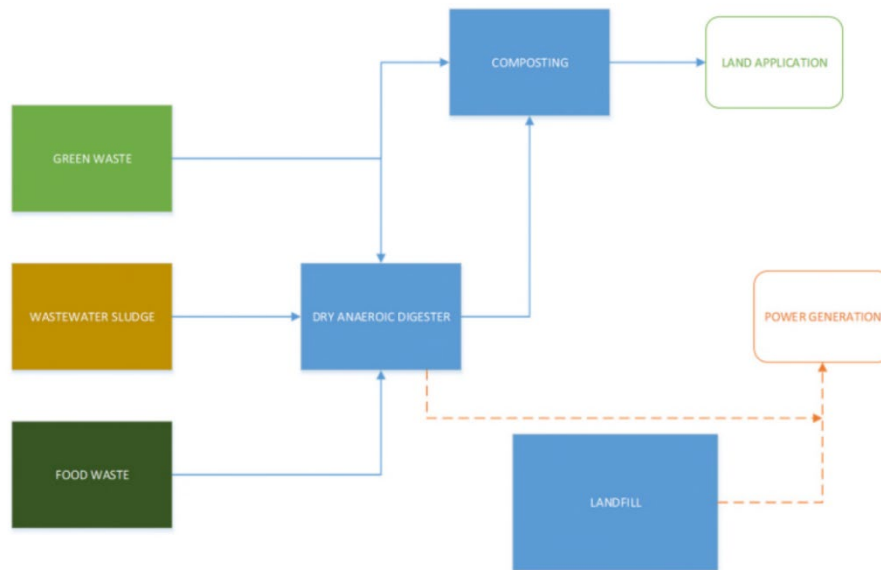 COMPOSTING
LAND APPLICATION
GREEN WASTE
WASTEWATER SLUDGE
DRY ANAEROIC DIGESTER
POWER GENERATION
FOOD WASTE
LANDFILL